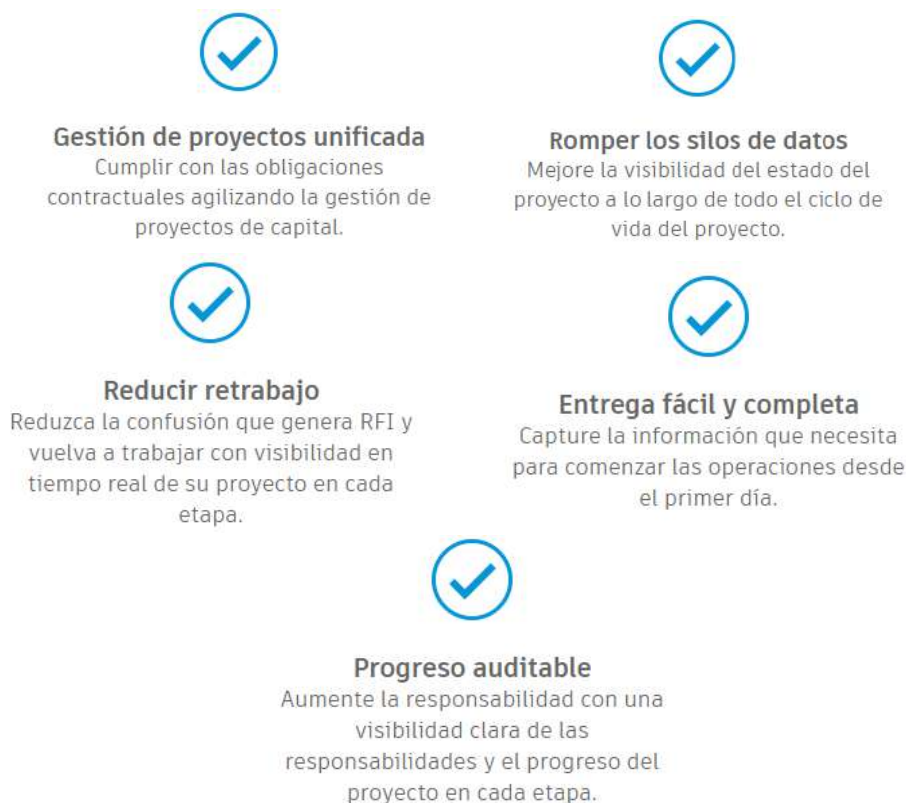 Gestión de proyectos unificada
Cumplir con las obligaciones
contractuales agilizando la gestión de
proyectos de capital.
Romper los silos de datos
Mejore la visibilidad del estado del
proyecto a lo largo de todo el ciclo de
vida del proyecto.
Reducir retrabajo
Reduzca la confusión que genera RFI y
vuelva a trabajar con visibilidad en
tiempo real de su proyecto en cada
etapa.
Entrega fácil y completa
Capture la información que necesita
para comenzar las operaciones desde
el primer día.
Progreso auditable
Aumente la responsabilidad con una
visibilidad clara de las
responsabilidades y el progreso del
proyecto en cada etapa.